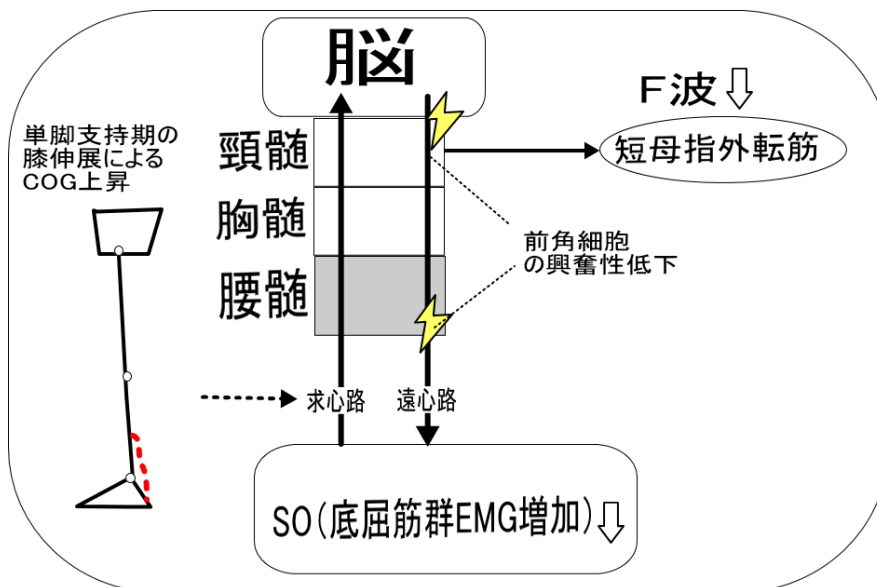 脳
F波
単脚支持期の
膝伸展による
COG上昇
頸髄
短母指外転筋
胸髄
前角細胞
の興奮性低下
腰髄
求心路
遠心路
SO(底屈筋群EMG増加)